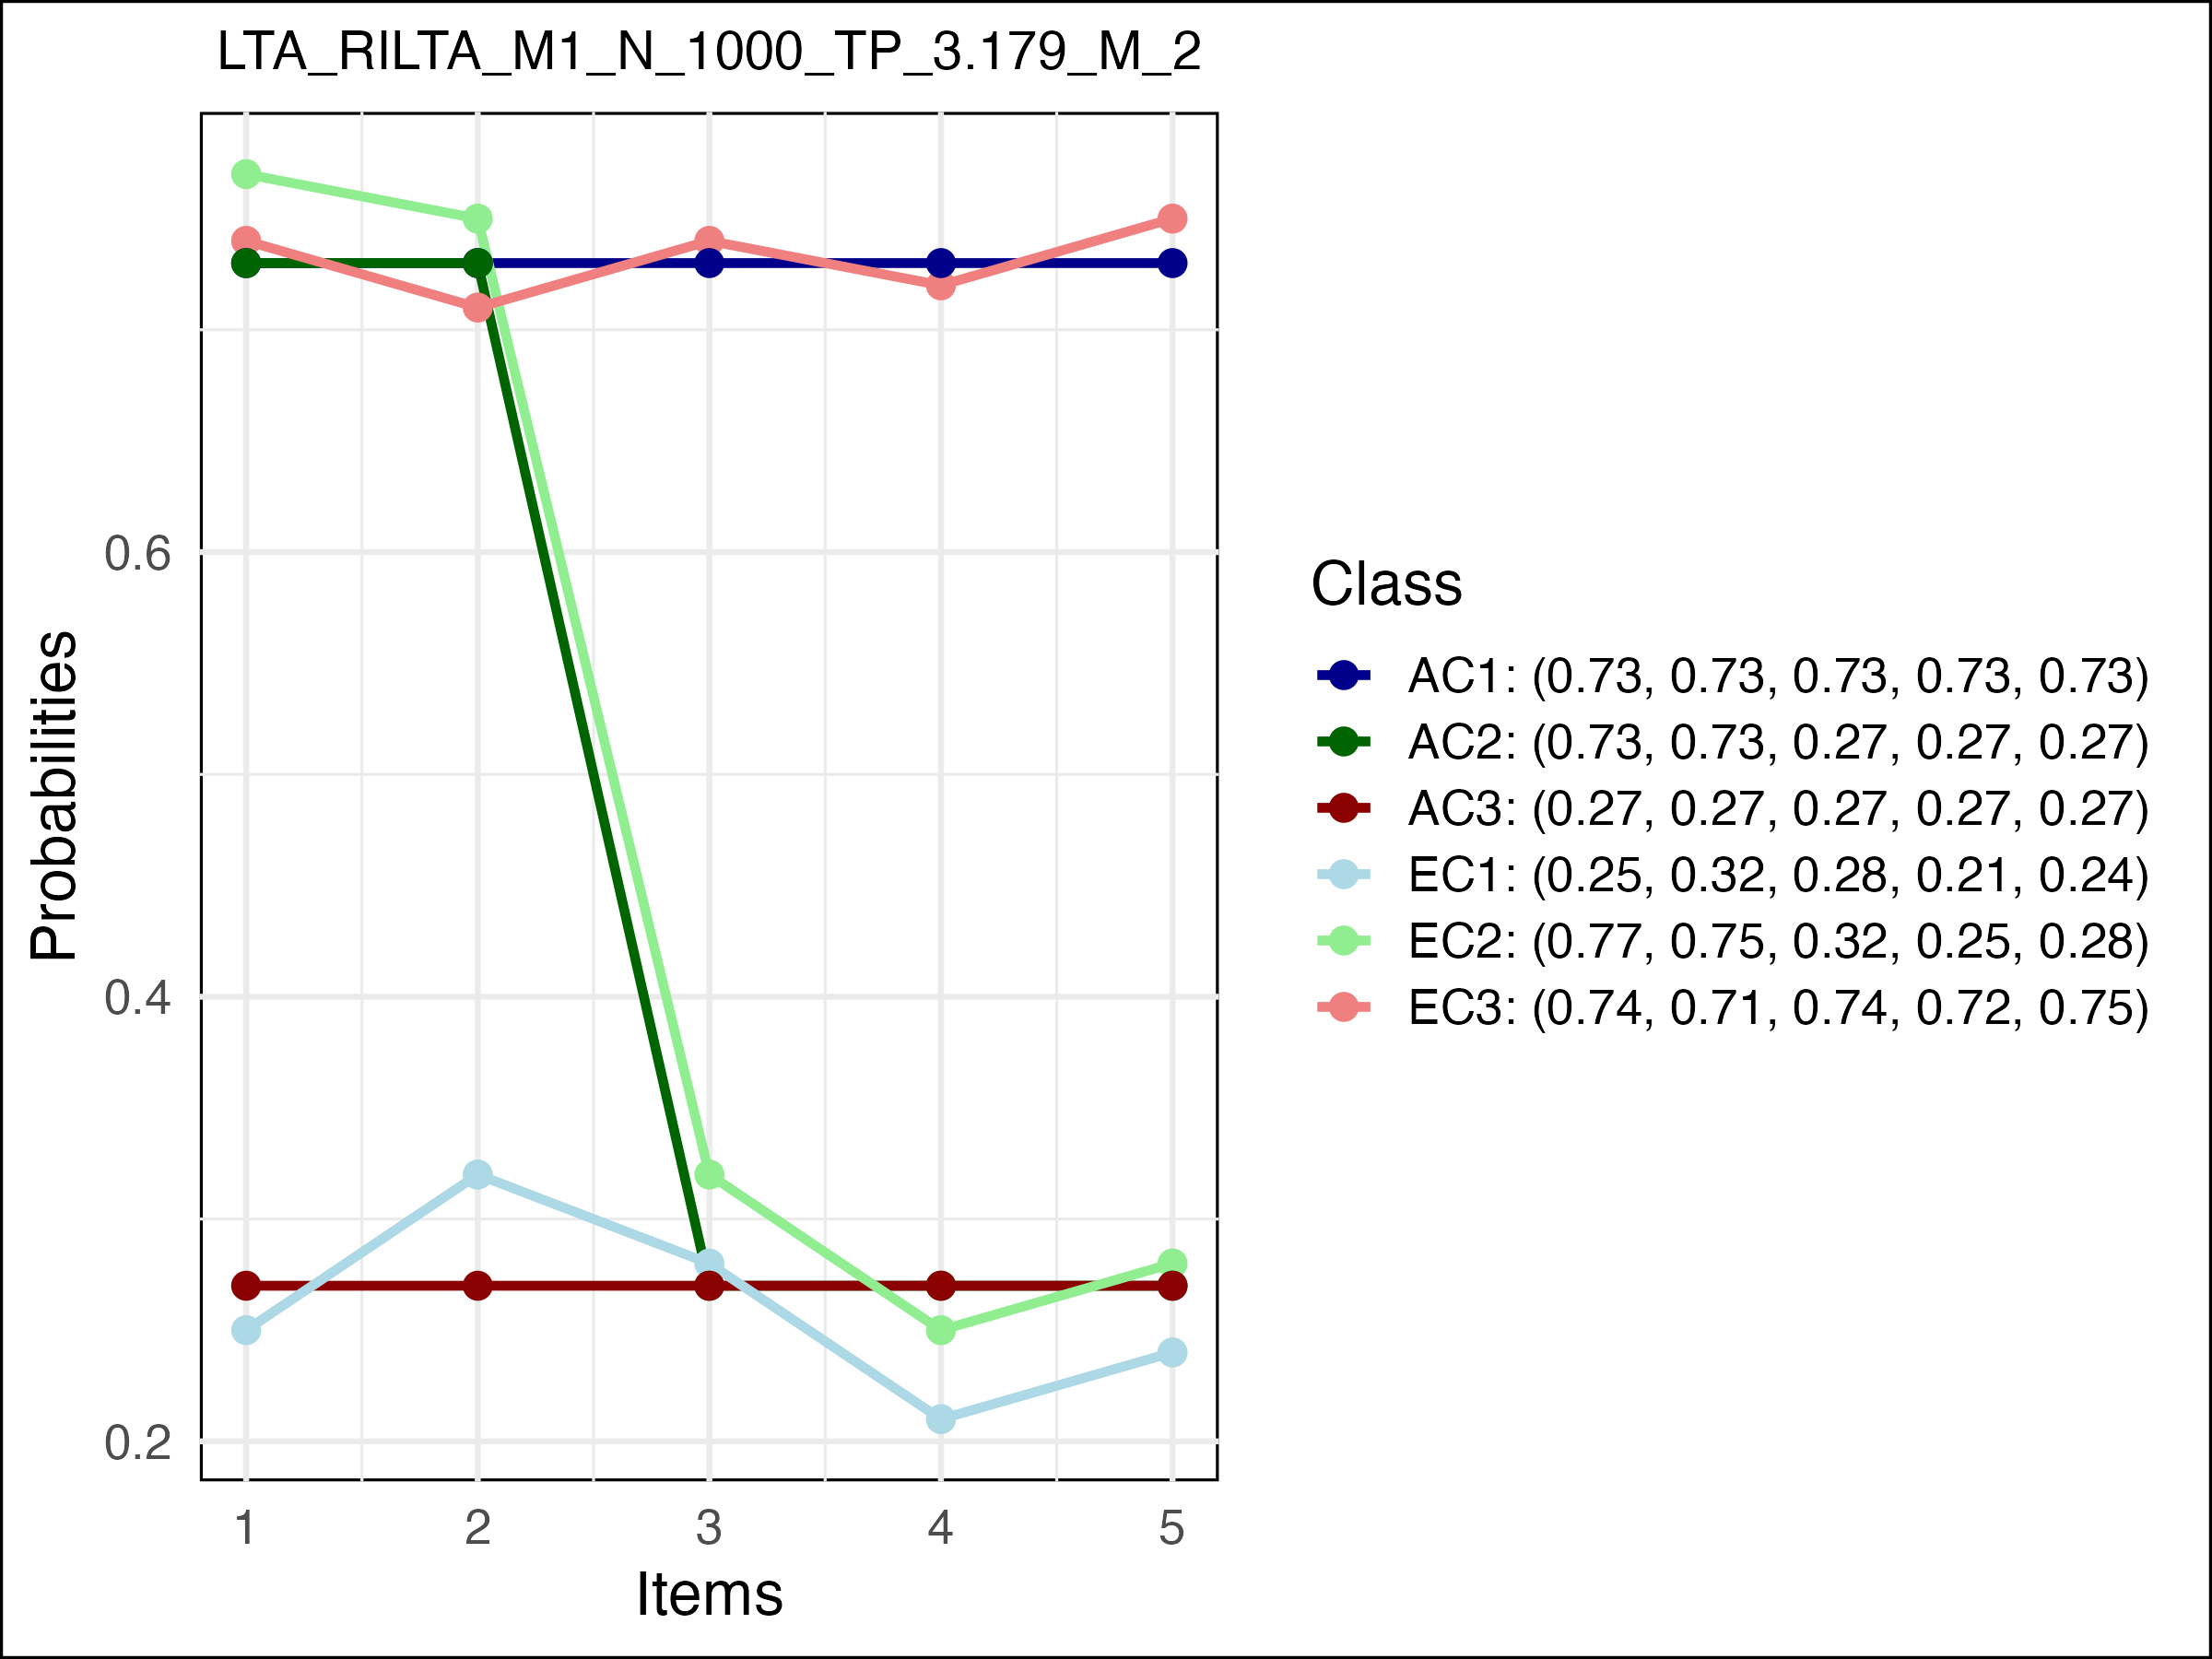 LTA_RILTA_M1_N_1000_TP_3.179_M_2
Probabilities
0.6
0.4
0.2
1 2 3 4 5
Items
Class
AC1: (0.73, 0.73, 0.73, 0.73, 0.73)
AC2: (0.73, 0.73, 0.27, 0.27, 0.27)
AC3: (0.27, 0.27, 0.27, 0.27, 0.27)
EC1: (0.25, 0.32, 0.28, 0.21, 0.24)
EC2: (0.77, 0.75, 0.32, 0.25, 0.28)
EC3: (0.74, 0.71, 0.74, 0.72, 0.75)